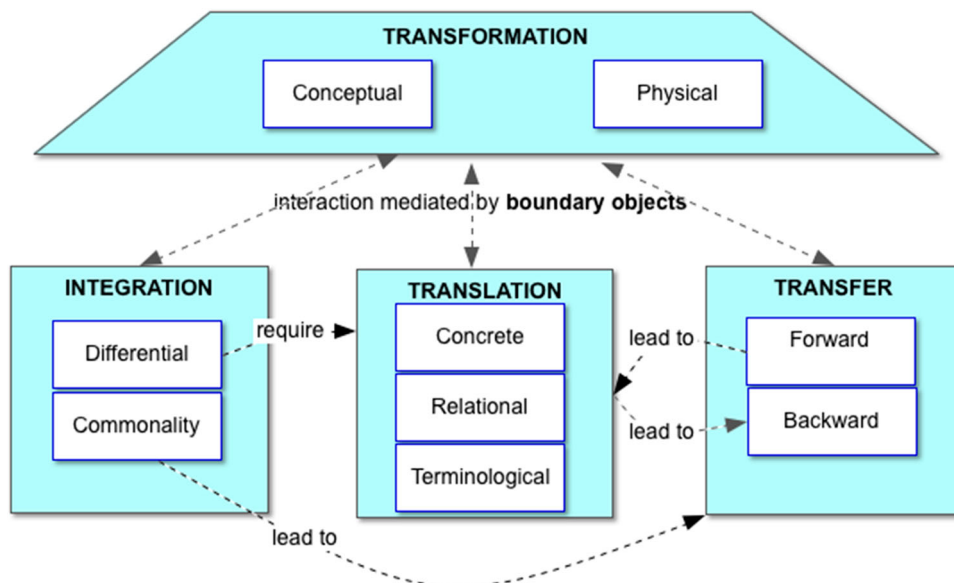 TRANSFORMATION
Conceptual
Physical
interaction mediated by boundary objects
INTEGRATION
Differential
Commonality
require
TRANSLATION
Concrete
Relational
Terminological
TRANSFER
Forward
Backward
lead to
lead to
lead to